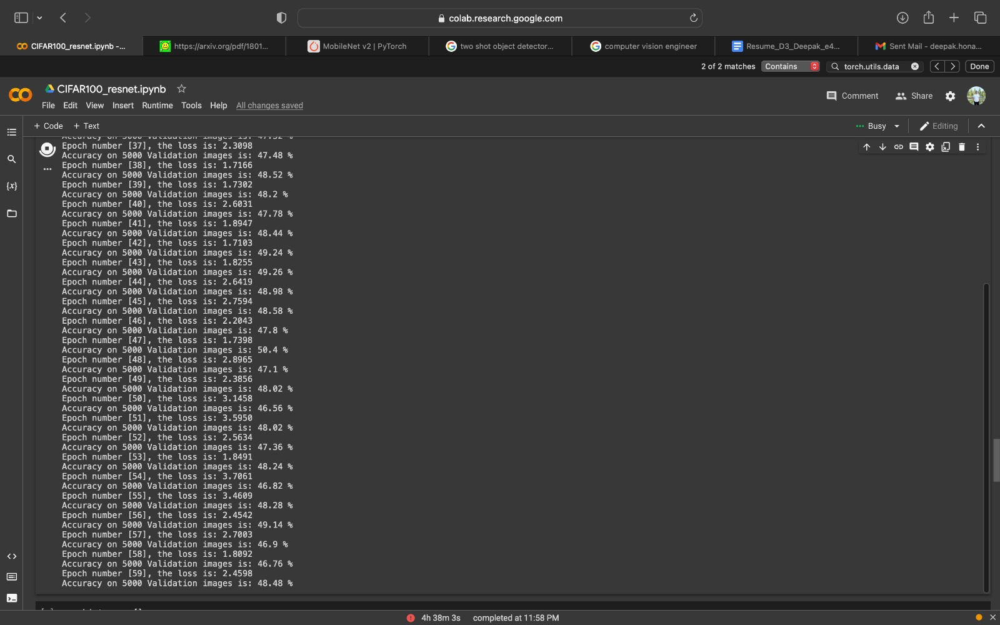 colab.research.google.com
CIFAR100_resnet.ipynb -...
https://arxiv.org/pdf/1801...
MobileNet v2 | PyTorch
two shot object detector...
computer vision engineer
Resume_D3_Deepak_e4...
Sent Mail - deepak.hona...
2 of 2 matches Contains torch.utils.data Done
CIFAR100_resnet.ipynb
File Edit View Insert Runtime Tools Help All changes saved
Comment Share
+ Code + Text
Busy Editing
Accuracy on 5000 Validation images is: 47.52 %
Epoch number [37], the loss is: 2.3098
Accuracy on 5000 Validation images is: 47.48 %
Epoch number [38], the loss is: 1.7166
Accuracy on 5000 Validation images is: 48.52 %
Epoch number [39], the loss is: 1.7302
Accuracy on 5000 Validation images is: 48.2 %
Epoch number [40], the loss is: 2.6031
Accuracy on 5000 Validation images is: 47.78 %
Epoch number [41], the loss is: 1.8947
Accuracy on 5000 Validation images is: 48.44 %
Epoch number [42], the loss is: 1.7103
Accuracy on 5000 Validation images is: 49.24 %
Epoch number [43], the loss is: 1.8255
Accuracy on 5000 Validation images is: 49.26 %
Epoch number [44], the loss is: 2.6419
Accuracy on 5000 Validation images is: 48.98 %
Epoch number [45], the loss is: 2.7594
Accuracy on 5000 Validation images is: 48.58 %
Epoch number [46], the loss is: 2.2043
Accuracy on 5000 Validation images is: 47.8 %
Epoch number [47], the loss is: 1.7398
Accuracy on 5000 Validation images is: 50.4 %
Epoch number [48], the loss is: 2.8965
Accuracy on 5000 Validation images is: 47.1 %
Epoch number [49], the loss is: 2.3856
Accuracy on 5000 Validation images is: 48.02 %
Epoch number [50], the loss is: 3.1458
Accuracy on 5000 Validation images is: 46.56 %
Epoch number [51], the loss is: 3.5950
Accuracy on 5000 Validation images is: 48.02 %
Epoch number [52], the loss is: 2.5634
Accuracy on 5000 Validation images is: 47.36 %
Epoch number [53], the loss is: 1.8491
Accuracy on 5000 Validation images is: 48.24 %
Epoch number [54], the loss is: 3.7061
Accuracy on 5000 Validation images is: 46.82 %
Epoch number [55], the loss is: 3.4609
Accuracy on 5000 Validation images is: 48.28 %
Epoch number [56], the loss is: 2.4542
Accuracy on 5000 Validation images is: 49.14 %
Epoch number [57], the loss is: 2.7003
Accuracy on 5000 Validation images is: 46.9 %
Epoch number [58], the loss is: 1.8092
Accuracy on 5000 Validation images is: 46.76 %
Epoch number [59], the loss is: 2.4598
Accuracy on 5000 Validation images is: 48.48 %
4h 38m 3s completed at 11:58 PM